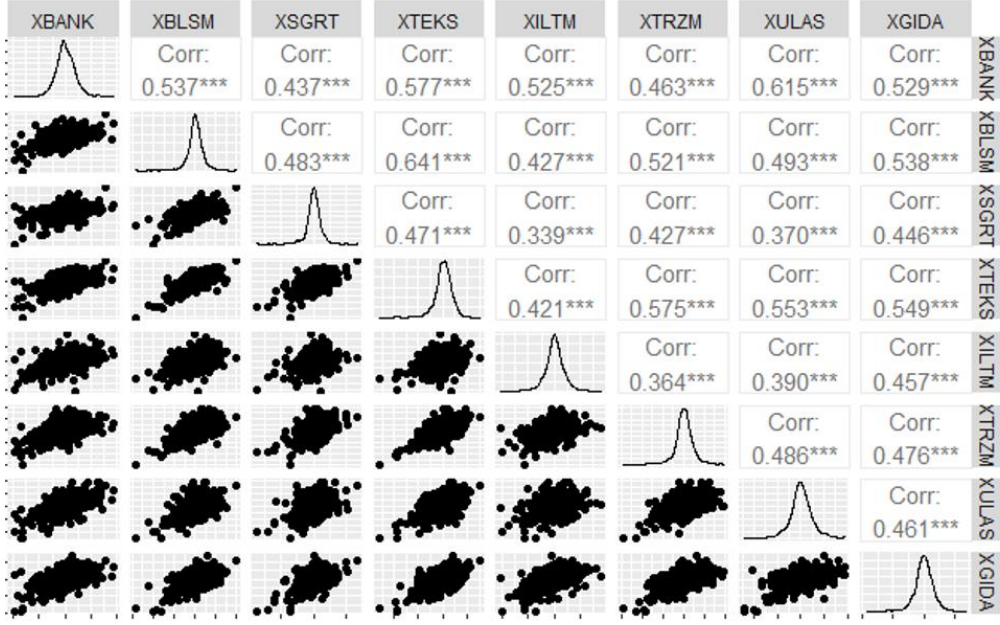 XBANK XBLSM XSGRT XTEKS XILTM XTRZM XULAS XGIDA
Corr: Corr: Corr: Corr: Corr: Corr: Corr:
0.537*** 0.437*** 0.577*** 0.525*** 0.463*** 0.615*** 0.529***
XBANK
Corr: Corr: Corr: Corr: Corr: Corr:
0.483*** 0.641*** 0.427*** 0.521*** 0.493*** 0.538***
XBLSM
Corr: Corr: Corr: Corr: Corr:
0.471*** 0.339*** 0.427*** 0.370*** 0.446***
XSGRT
Corr: Corr: Corr: Corr:
0.421*** 0.575*** 0.553*** 0.549***
XTEKS
Corr: Corr: Corr:
0.364*** 0.390*** 0.457***
XILTM
Corr: Corr:
0.486*** 0.476***
XTRZM
Corr:
0.461***
XULAS
XGIDA